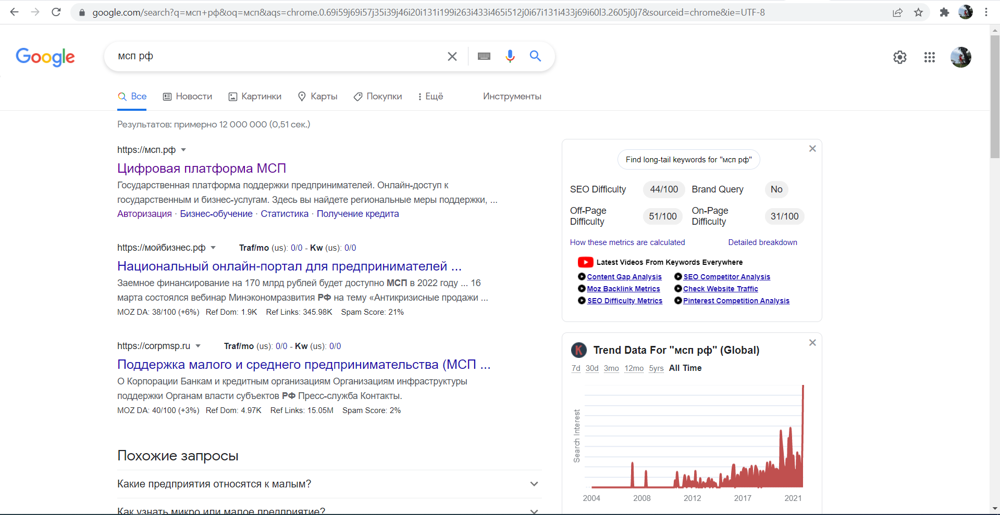 google.com/search?q=мсп+рф&oq=мсп&aqs=chrome.0.69i59j69i57j35i39j46i20i131i199i263i433i465i512j0i67i131i433j69i60l3.2605j0j7&sourceid=chrome&ie=UTF-8
Google
мсп рф
Все Новости Картинки Карты Покупки Ещё Инструменты
Результатов: примерно 12 000 000 (0,51 сек.)
https://мсп.рф
Цифровая платформа МСП
Государственная платформа поддержки предпринимателей. Онлайн-доступ к
государственным и бизнес-услугам. Здесь вы найдете региональные меры поддержки, ...
Авторизация · Бизнес-обучение · Статистика · Получение кредита
https://мойбизнес.рф Traf/mo (us): 0/0 - Kw (us): 0/0
Национальный онлайн-портал для предпринимателей ...
Заемное финансирование на 170 млрд рублей будет доступно МСП в 2022 году ... 16
марта состоялся вебинар Минэкономразвития РФ на тему «Антикризисные продажи ...
MOZ DA: 38/100 (+6%) Ref Dom: 1.9K Ref Links: 345.98K Spam Score: 21%
https://corpmsp.ru Traf/mo (us): 0/0 - Kw (us): 0/0
Поддержка малого и среднего предпринимательства (МСП ...
О Корпорации Банкам и кредитным организациям Организациям инфраструктуры
поддержки Органам власти субъектов РФ Пресс-служба Контакты.
MOZ DA: 40/100 (+3%) Ref Dom: 4.97K Ref Links: 15.05M Spam Score: 2%
Похожие запросы
Какие предприятия относятся к малым?
Как узнать микро или малое предприятие?
Find long-tail keywords for "мсп рф"
SEO Difficulty 44/100 Brand Query No
Off-Page Difficulty 51/100 On-Page Difficulty 31/100
How these metrics are calculated Detailed breakdown
Latest Videos From Keywords Everywhere
Content Gap Analysis SEO Competitor Analysis
Moz Backlink Metrics Check Website Traffic
SEO Difficulty Metrics Pinterest Competition Analysis
K Trend Data For "мсп рф" (Global)
7d 30d 3mo 12mo 5yrs All Time
Search Interest
2004 2008 2012 2017 2021